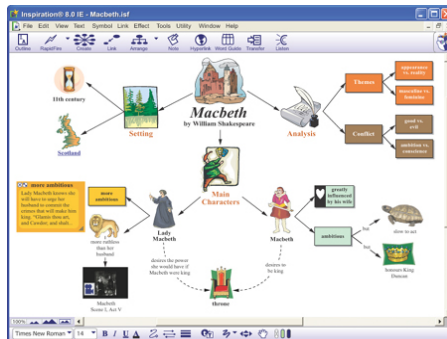 Inspiration® 8.0 IE - Macbeth.isf
File Edit View Text Symbol Link Effect Tools Utility Window Help
Outline RapidFire Create Link Arrange Note Hyperlink Word Guide Transfer Listen
11th century
Scotland
Setting
Macbeth
by William Shakespeare
Analysis
Themes
appearance
vs. reality
masculine vs.
feminine
Conflict
good vs.
evil
ambition vs.
conscience
Main
Characters
more ambitious
Lady Macbeth knows she
will have to urge her
husband to commit the
crimes that will make him
king. "Glamis thou art,
and Cawdor; and shalt...
more
ambitious
more ruthless
than her
husband
Macbeth
Scene I, Act V
Lady
Macbeth
desires the power
she would have if
Macbeth were king
throne
desires to
be king
Macbeth
greatly
influenced
by his wife
ambitious
but
slow to act
but
honours King
Duncan
100%
Times New Roman 14 B I U A